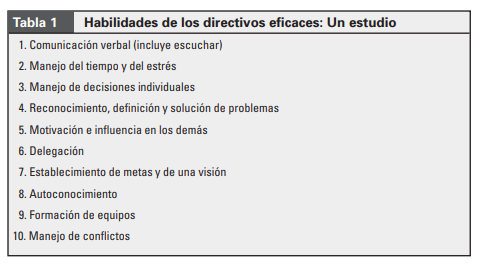 Tabla 1 Habilidades de los directivos eficaces: Un estudio
1. Comunicación verbal (incluye escuchar)
2. Manejo del tiempo y del estrés
3. Manejo de decisiones individuales
4. Reconocimiento, definición y solución de problemas
5. Motivación e influencia en los demás
6. Delegación
7. Establecimiento de metas y de una visión
8. Autoconocimiento
9. Formación de equipos
10. Manejo de conflictos